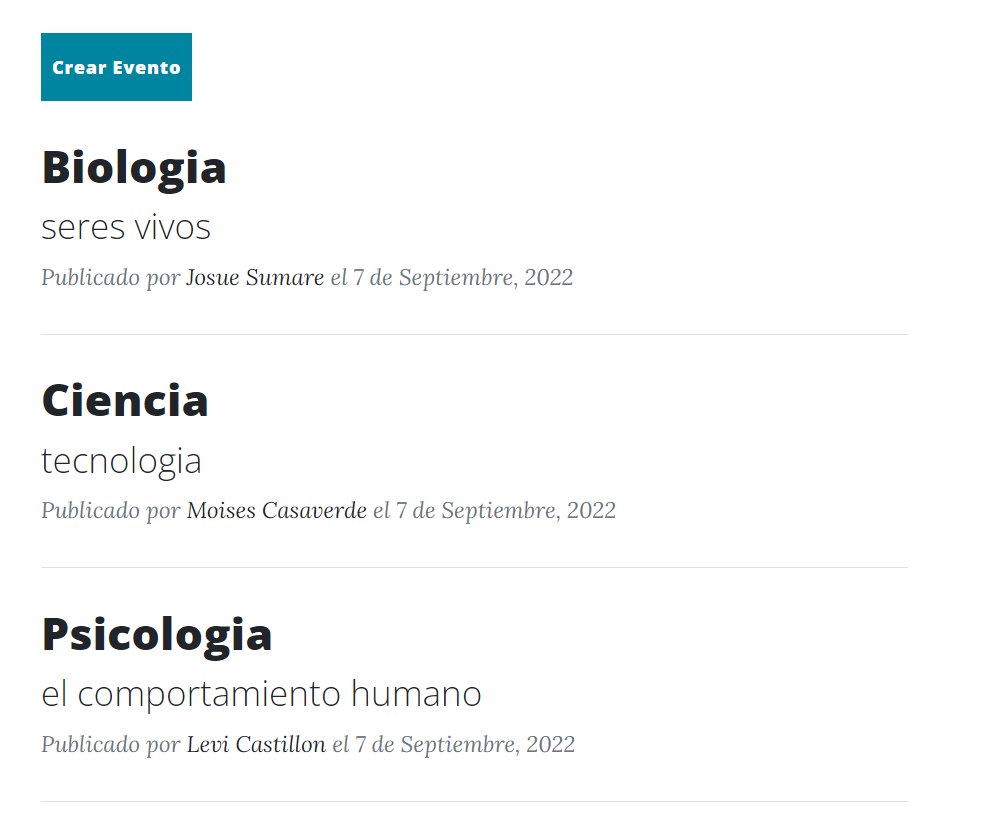 Crear Evento
Biologia
seres vivos
Publicado por Josue Sumare el 7 de Septiembre, 2022
Ciencia
tecnologia
Publicado por Moises Casaverde el 7 de Septiembre, 2022
Psicologia
el comportamiento humano
Publicado por Levi Castillon el 7 de Septiembre, 2022